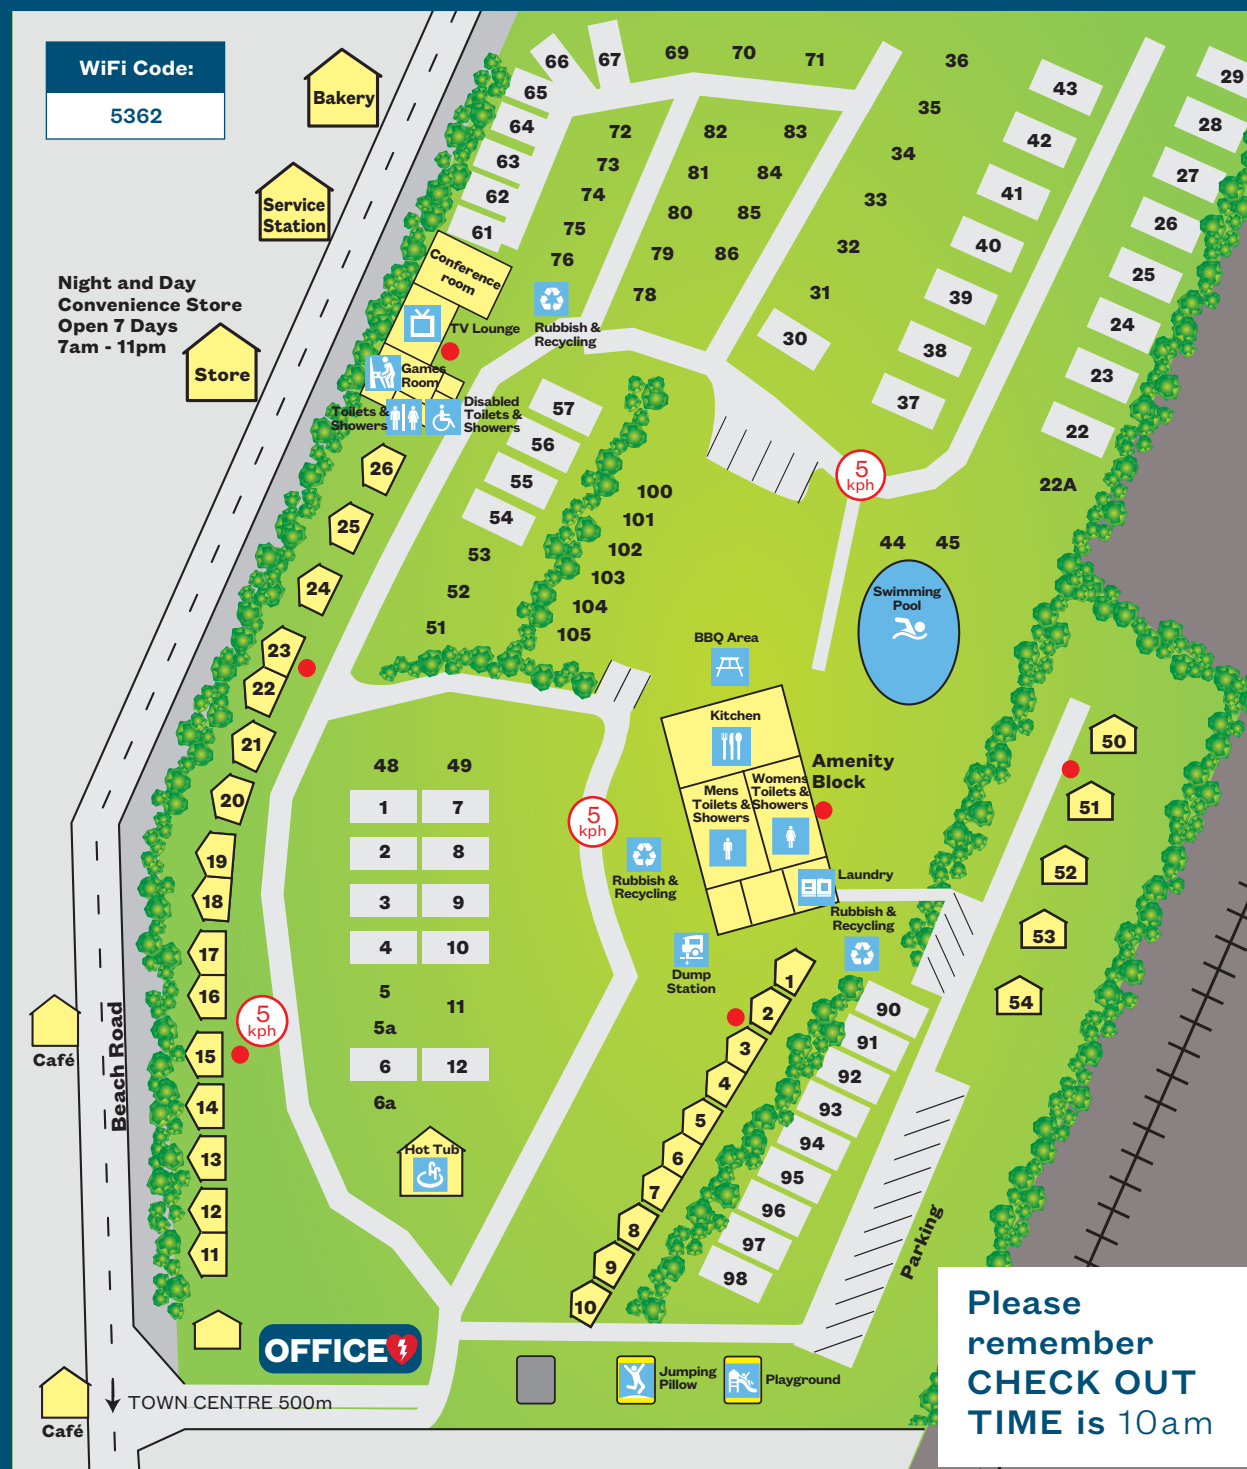 WiFi Code:
5362
Bakery
Service
Station
Night and Day
Convenience Store
Open 7 Days
7am - 11pm
Store
66
67
69
70
71
36
43
29
65
64
63
62
61
72
73
74
75
76
82
83
81
84
80
85
79
86
78
35
34
33
32
31
30
42
41
40
39
38
37
28
27
26
25
24
23
22
22A
Conference
room
TV Lounge
Games
Room
Toilets &
Showers
Disabled
Toilets &
Showers
Rubbish &
Recycling
57
56
55
54
53
52
51
100
101
102
103
104
105
5
kph
44
45
Swimming
Pool
26
25
24
23
22
21
20
19
18
17
16
15
14
13
12
11
BBQ Area
Kitchen
Mens
Toilets &
Showers
Womens
Toilets &
Showers
Amenity
Block
Laundry
Rubbish &
Recycling
5
kph
Rubbish &
Recycling
Dump
Station
48
49
1
7
2
8
3
9
4
10
5
11
5a
6
12
6a
Hot Tub
5
kph
50
51
52
53
54
1
2
3
4
5
6
7
8
9
10
90
91
92
93
94
95
96
97
98
Parking
Café
Beach Road
OFFICE
Café
TOWN CENTRE 500m
Jumping
Pillow
Playground
Please
remember
CHECK OUT
TIME is 10am